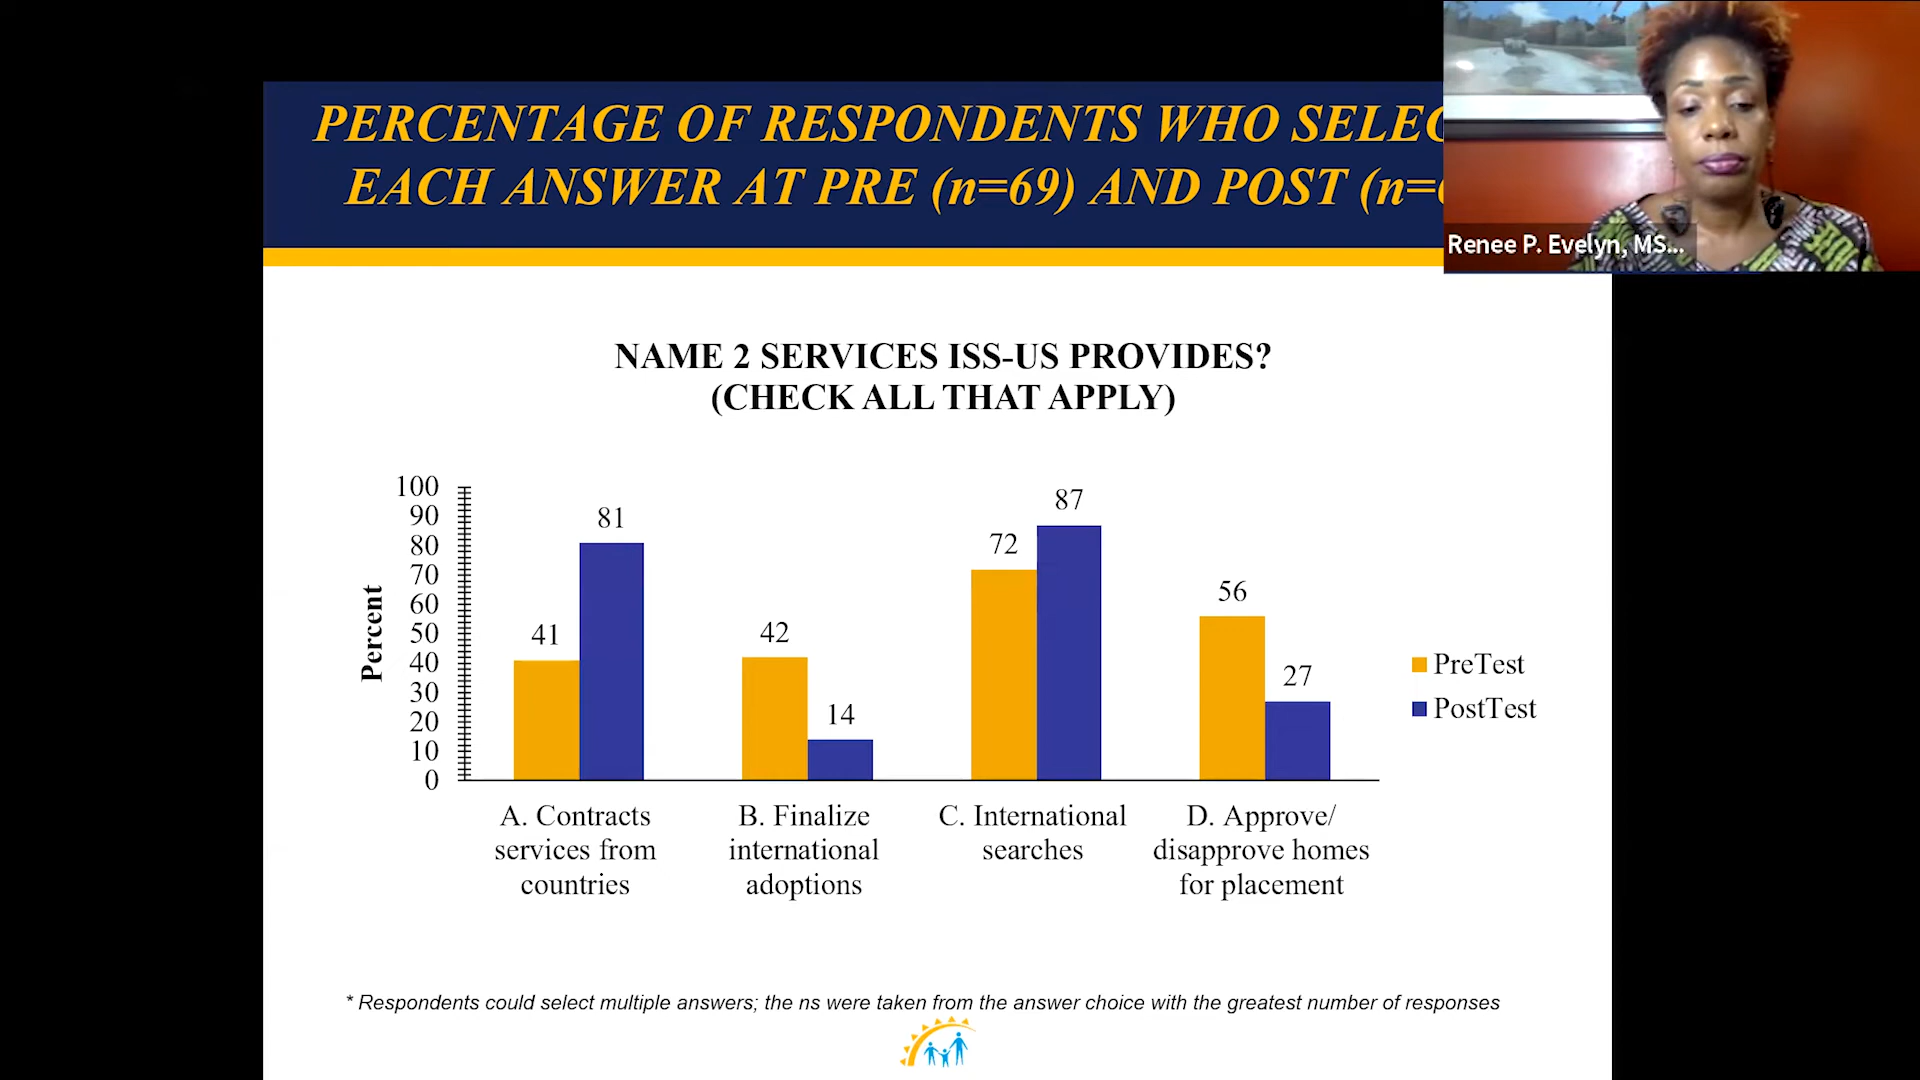 PERCENTAGE OF RESPONDENTS WHO
EACH ANSWER AT PRE (n=69) AND POST
Renee P. Evelyn, MS...
NAME 2 SERVICES ISS-US PROVIDES?
(CHECK ALL THAT APPLY)
Percent
100
90
80
70
60
50
40
30
20
10
0
41
81
42
14
72
87
56
27
PreTest
PostTest
A. Contracts
services from
countries
B. Finalize
international
adoptions
C. International
searches
D. Approve/
disapprove homes
for placement
* Respondents could select multiple answers; the ns were taken from the answer choice with the greatest number of responses